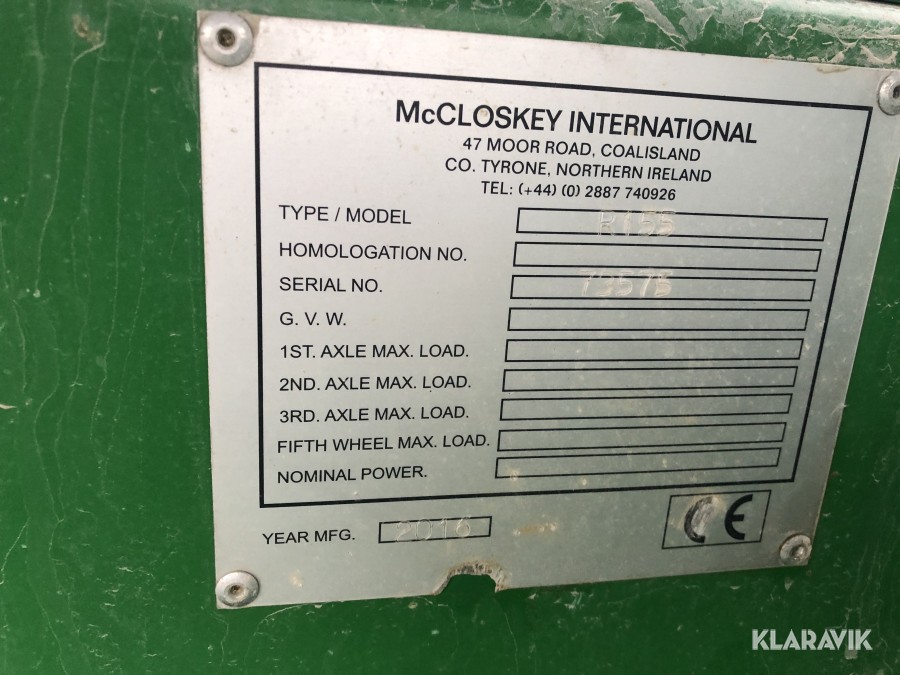 McCLOSKEY INTERNATIONAL
47 MOOR ROAD, COALISLAND
CO. TYRONE, NORTHERN IRELAND
TEL: (+44) (0) 2887 740926
TYPE / MODEL R155
HOMOLOGATION NO.
SERIAL NO. 79575
G. V. W.
1ST. AXLE MAX. LOAD.
2ND. AXLE MAX. LOAD.
3RD. AXLE MAX. LOAD.
FIFTH WHEEL MAX. LOAD.
NOMINAL POWER.
YEAR MFG. 2016
CE
KLARAVIK